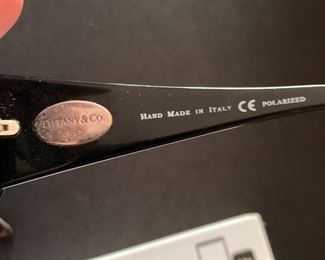 TIFFANY & CO.
HAND MADE IN ITALY CE POLARIZED